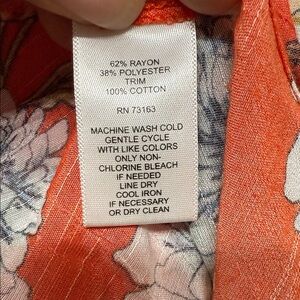 62% RAYON
38% POLYESTER
TRIM
100% COTTON
RN 73163
MACHINE WASH COLD
GENTLE CYCLE
WITH LIKE COLORS
ONLY NON-
CHLORINE BLEACH
IF NEEDED
LINE DRY
COOL IRON
IF NECESSARY
OR DRY CLEAN